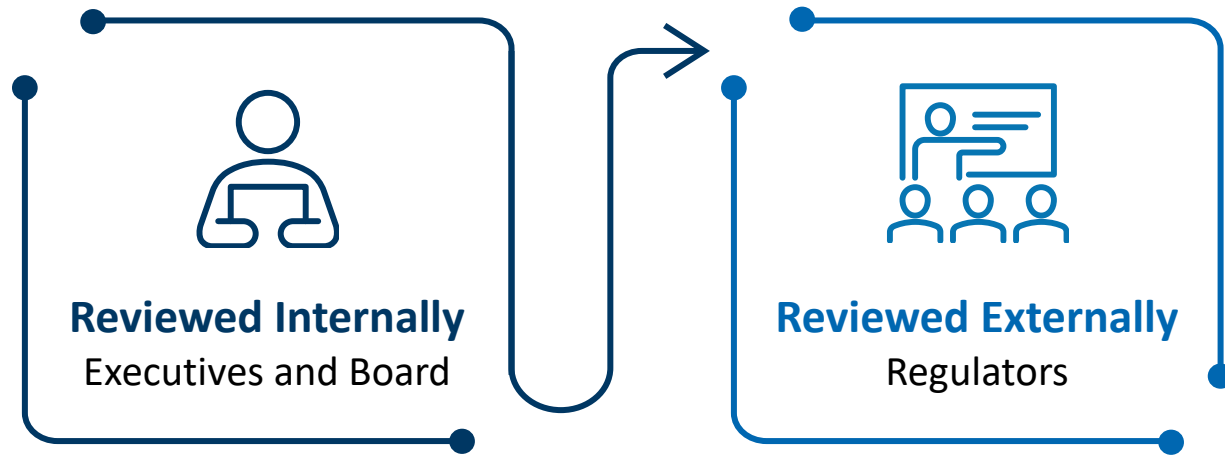 Reviewed Internally
Executives and Board
Reviewed Externally
Regulators